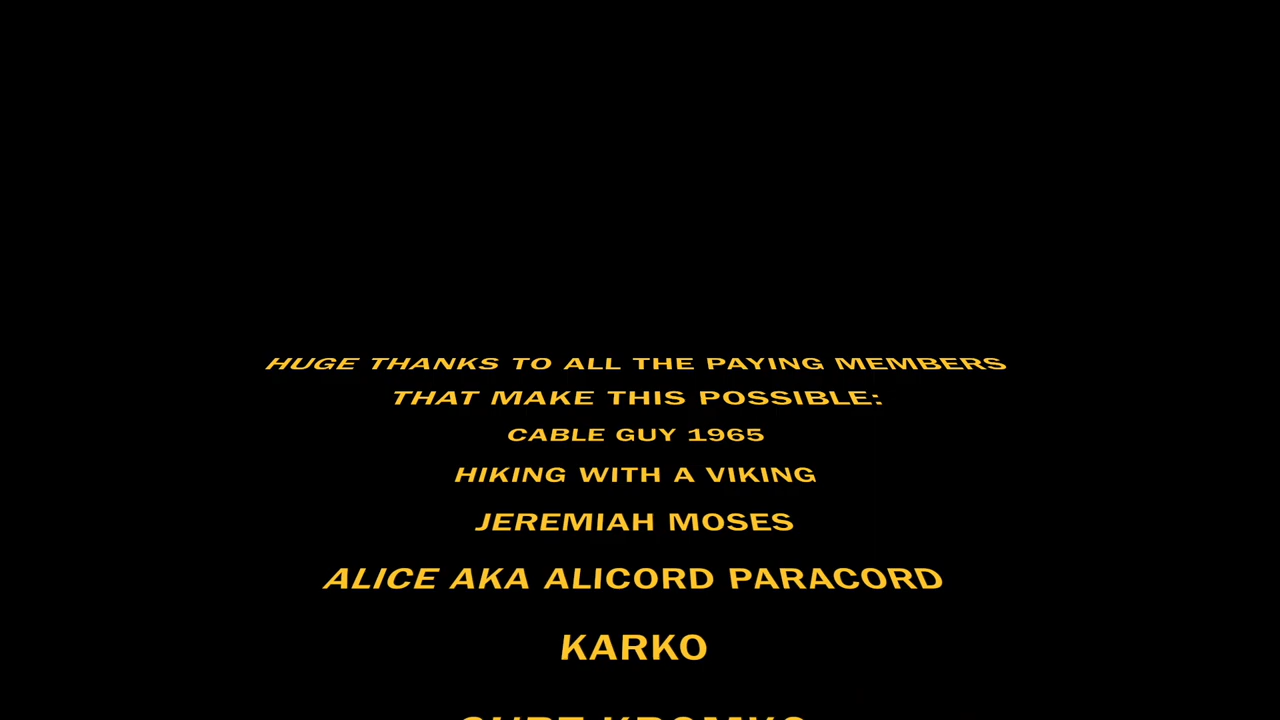 HUGE THANKS TO ALL THE PAYING MEMBERS
THAT MAKE THIS POSSIBLE:
CABLE GUY 1965
HIKING WITH A VIKING
JEREMIAH MOSES
ALICE AKA ALICORD PARACORD
KARKO